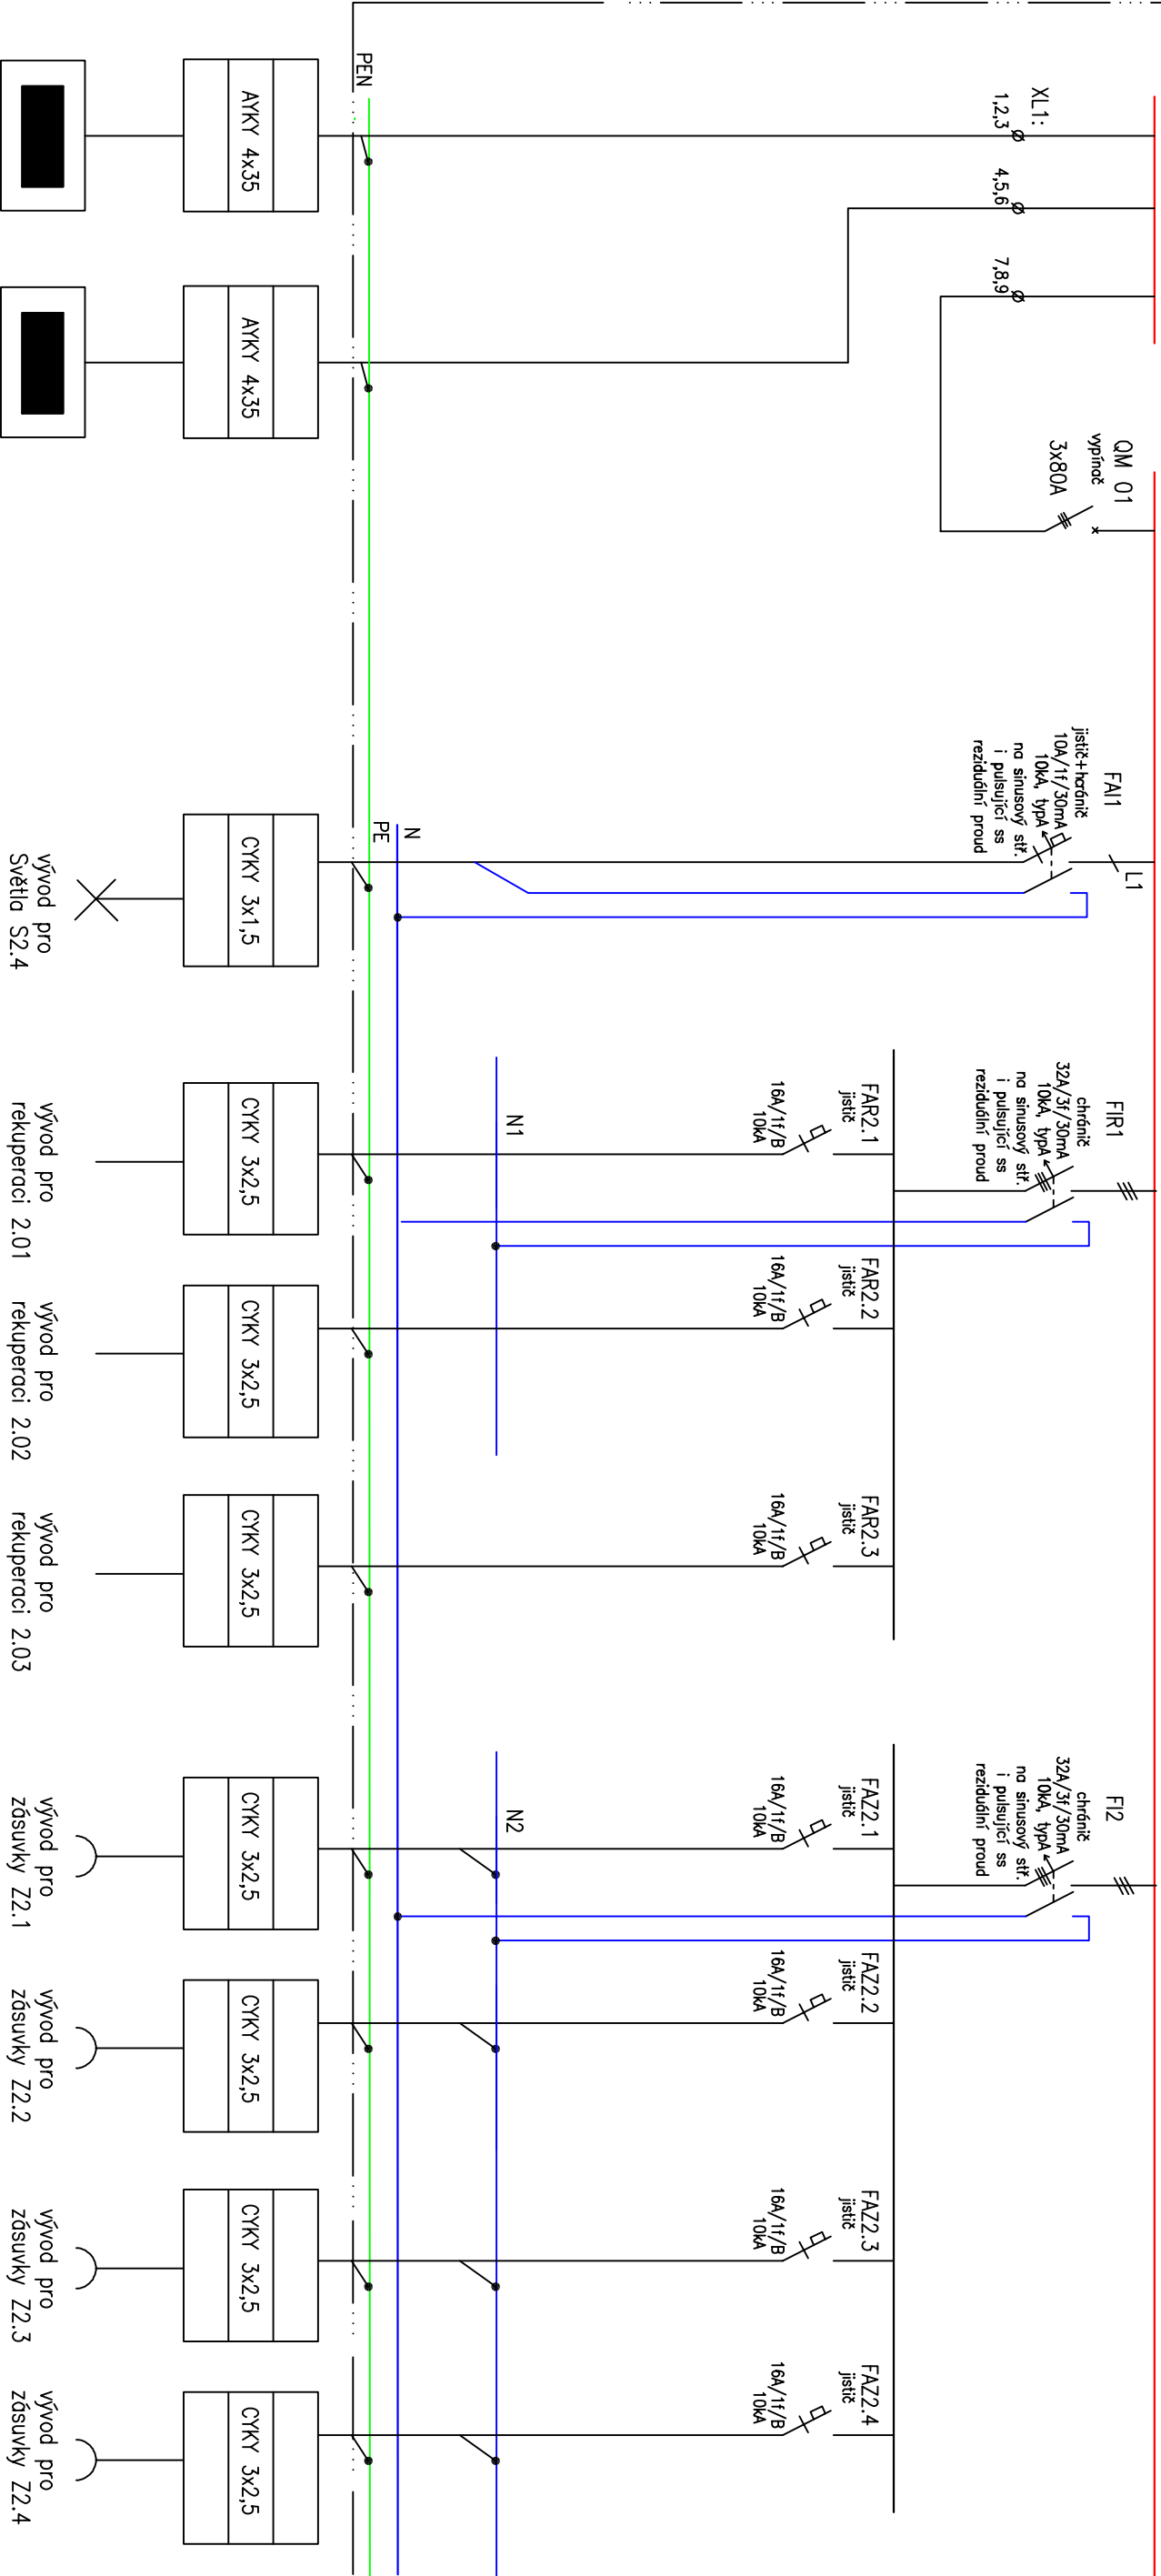 XL1:
1,2,3
4,5,6
7,8,9
QM 01
vypínač
3x80A
FAI1
jistič+hránič
10A/1f/30mA
10kA, typA
na sinusový stř.
i pulsující ss
reziduální proud
L1
FIR1
chránič
32A/3f/30mA
10kA, typA
na sinusový stř.
i pulsující ss
reziduální proud
FI2
chránič
32A/3f/30mA
10kA, typA
na sinusový stř.
i pulsující ss
reziduální proud
FAR2.1
jistič
16A/1f/B
10kA
FAR2.2
jistič
16A/1f/B
10kA
FAR2.3
jistič
16A/1f/B
10kA
FAZ2.1
jistič
16A/1f/B
10kA
FAZ2.2
jistič
16A/1f/B
10kA
FAZ2.3
jistič
16A/1f/B
10kA
FAZ2.4
jistič
16A/1f/B
10kA
N1
N2
N
PE
PEN
AYKY 4x35
AYKY 4x35
CYKY 3x1,5
CYKY 3x2,5
CYKY 3x2,5
CYKY 3x2,5
CYKY 3x2,5
CYKY 3x2,5
CYKY 3x2,5
CYKY 3x2,5
vývod pro
Světla S2.4
vývod pro
rekuperaci 2.01
vývod pro
rekuperaci 2.02
vývod pro
rekuperaci 2.03
vývod pro
zásuvky Z2.1
vývod pro
zásuvky Z2.2
vývod pro
zásuvky Z2.3
vývod pro
zásuvky Z2.4